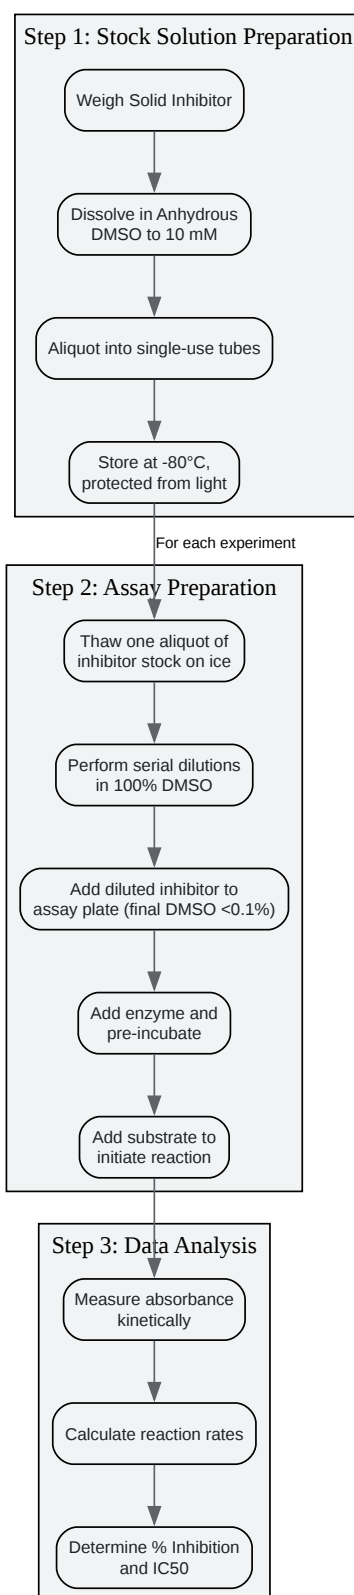 Step 1: Stock Solution Preparation
Weigh Solid Inhibitor
Dissolve in Anhydrous
DMSO to 10 mM
Aliquot into single-use tubes
Store at -80°C,
protected from light
For each experiment
Step 2: Assay Preparation
Thaw one aliquot of
inhibitor stock on ice
Perform serial dilutions
in 100% DMSO
Add diluted inhibitor to
assay plate (final DMSO <0.1%)
Add enzyme and
pre-incubate
Add substrate to
initiate reaction
Step 3: Data Analysis
Measure absorbance
kinetically
Calculate reaction rates
Determine % Inhibition
and IC50